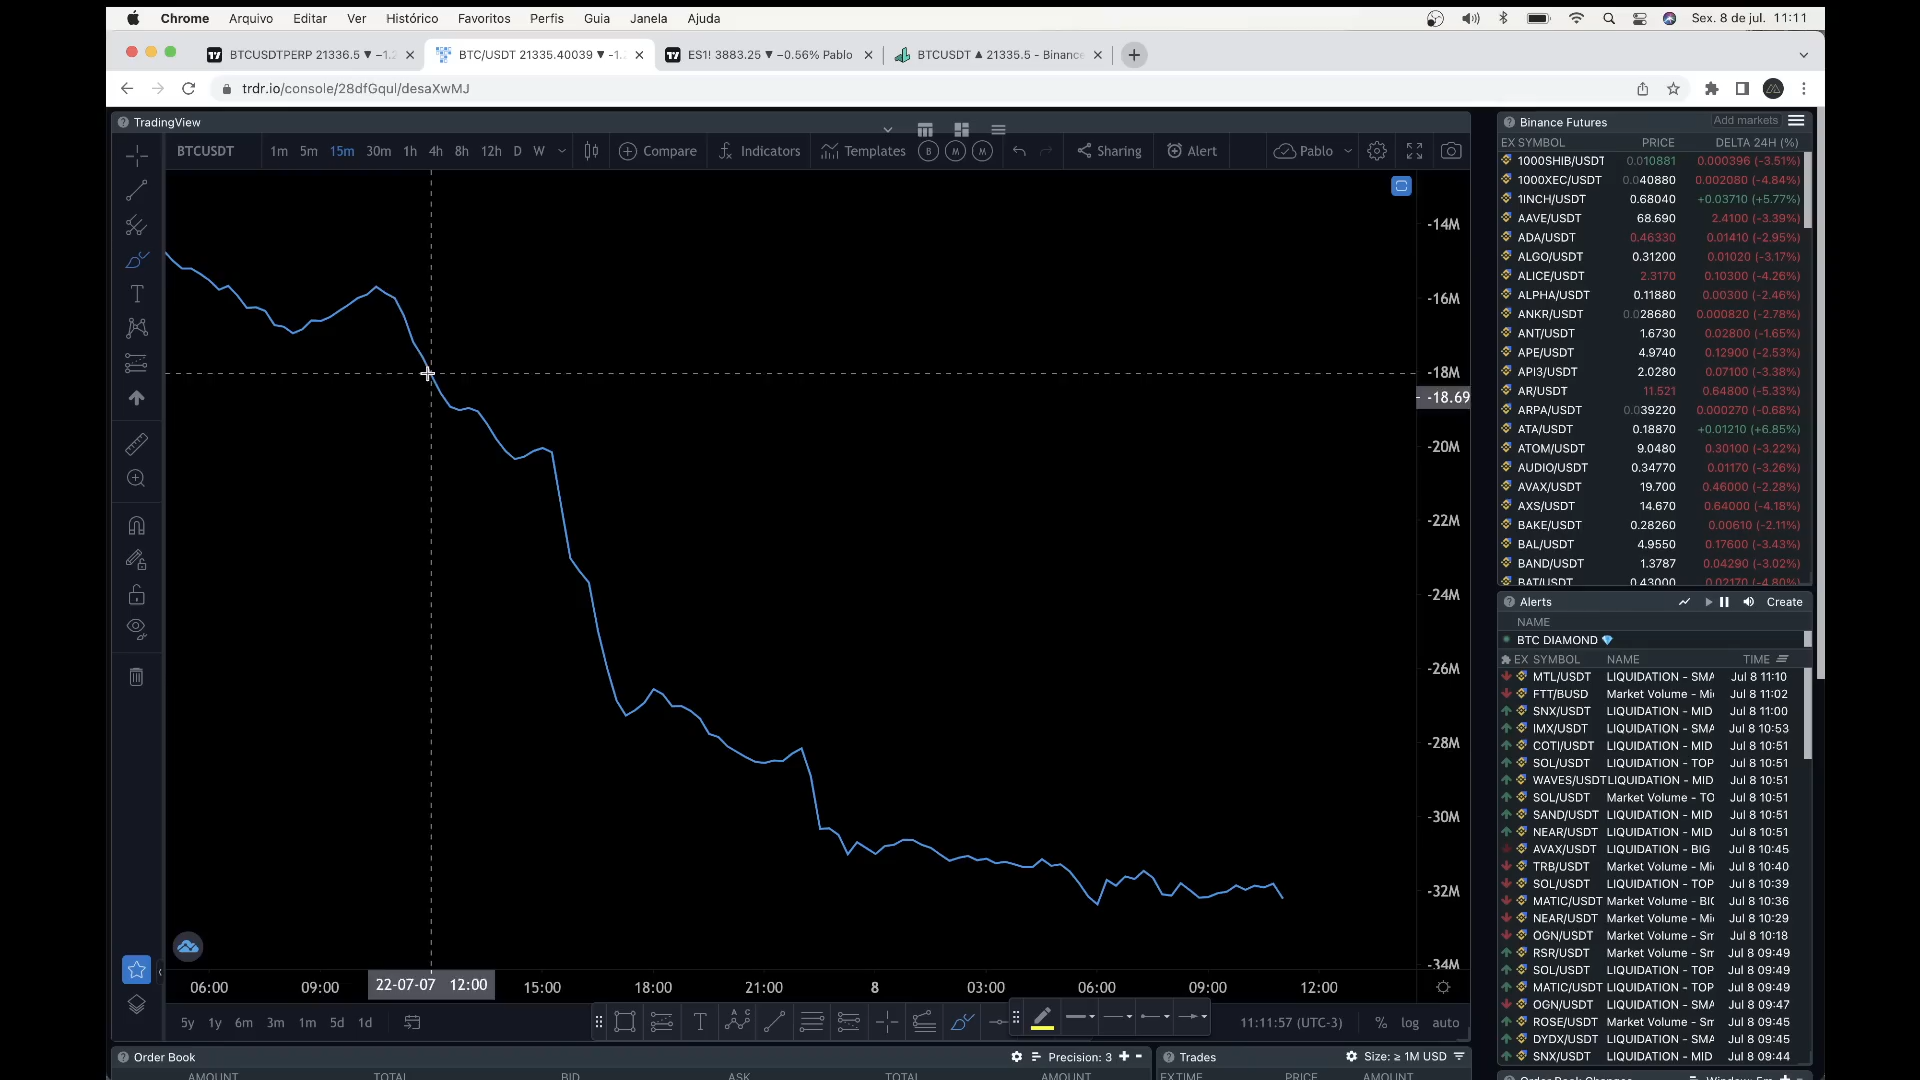 Chrome Arquivo Editar Ver Histórico Favoritos Perfis Guia Janela Ajuda Sex. 8 de jul. 11:11
BTCUSDTPERP 21336.5 ▼ −1.2 BTC/USDT 21335.40039 ▼ -1. ES1! 3883.25 ▼ −0.56% Pablo BTCUSDT ▲ 21335.5 - Binance
trdr.io/console/28dfGqul/desaXwMJ
TradingView
BTCUSDT 1m 5m 15m 30m 1h 4h 8h 12h D W Compare Indicators Templates B M M Sharing Alert Pablo
-14M
-16M
-18M
-18.69
-20M
-22M
-24M
-26M
-28M
-30M
-32M
-34M
06:00 09:00 22-07-07 12:00 15:00 18:00 21:00 8 03:00 06:00 09:00 12:00
5y 1y 6m 3m 1m 5d 1d 11:11:57 (UTC-3) % log auto
Order Book Precision: 3 + -
AMOUNT TOTAL BID ASK TOTAL AMOUNT
Trades Size: ≥ 1M USD
EXTIME PRICE AMOUNT
Binance Futures Add markets
EX SYMBOL PRICE DELTA 24H (%)
1000SHIB/USDT 0.010881 0.000396 (-3.51%)
1000XEC/USDT 0.040880 0.002080 (-4.84%)
1INCH/USDT 0.68040 +0.03710 (+5.77%)
AAVE/USDT 68.690 2.4100 (-3.39%)
ADA/USDT 0.46330 0.01410 (-2.95%)
ALGO/USDT 0.31200 0.01020 (-3.17%)
ALICE/USDT 2.3170 0.10300 (-4.26%)
ALPHA/USDT 0.11880 0.00300 (-2.46%)
ANKR/USDT 0.028680 0.000820 (-2.78%)
ANT/USDT 1.6730 0.02800 (-1.65%)
APE/USDT 4.9740 0.12900 (-2.53%)
API3/USDT 2.0280 0.07100 (-3.38%)
AR/USDT 11.521 0.64800 (-5.33%)
ARPA/USDT 0.039220 0.000270 (-0.68%)
ATA/USDT 0.18870 +0.01210 (+6.85%)
ATOM/USDT 9.0480 0.30100 (-3.22%)
AUDIO/USDT 0.34770 0.01170 (-3.26%)
AVAX/USDT 19.700 0.46000 (-2.28%)
AXS/USDT 14.670 0.64000 (-4.18%)
BAKE/USDT 0.28260 0.00610 (-2.11%)
BAL/USDT 4.9550 0.17600 (-3.43%)
BAND/USDT 1.3787 0.04290 (-3.02%)
BAT/USDT 0.43000 0.02170 (-4.80%)
Alerts Create
NAME
BTC DIAMOND
EX SYMBOL NAME TIME
MTL/USDT LIQUIDATION - SMA Jul 8 11:10
FTT/BUSD Market Volume - Mi Jul 8 11:02
SNX/USDT LIQUIDATION - MID Jul 8 11:00
IMX/USDT LIQUIDATION - SMA Jul 8 10:53
COTI/USDT LIQUIDATION - MID Jul 8 10:51
SOL/USDT LIQUIDATION - TOP Jul 8 10:51
WAVES/USDT LIQUIDATION - MID Jul 8 10:51
SOL/USDT Market Volume - TO Jul 8 10:51
SAND/USDT LIQUIDATION - MID Jul 8 10:51
NEAR/USDT LIQUIDATION - MID Jul 8 10:51
AVAX/USDT LIQUIDATION - BIG Jul 8 10:45
TRB/USDT Market Volume - Mi Jul 8 10:40
SOL/USDT LIQUIDATION - TOP Jul 8 10:39
MATIC/USDT Market Volume - BIG Jul 8 10:36
NEAR/USDT Market Volume - Mi Jul 8 10:29
OGN/USDT Market Volume - Sm Jul 8 10:18
RSR/USDT Market Volume - Sm Jul 8 09:49
SOL/USDT LIQUIDATION - TOP Jul 8 09:49
MATIC/USDT LIQUIDATION - TOP Jul 8 09:49
OGN/USDT LIQUIDATION - SMA Jul 8 09:47
ROSE/USDT Market Volume - Sm Jul 8 09:45
DYDX/USDT LIQUIDATION - SMA Jul 8 09:45
SNX/USDT LIQUIDATION - MID Jul 8 09:44